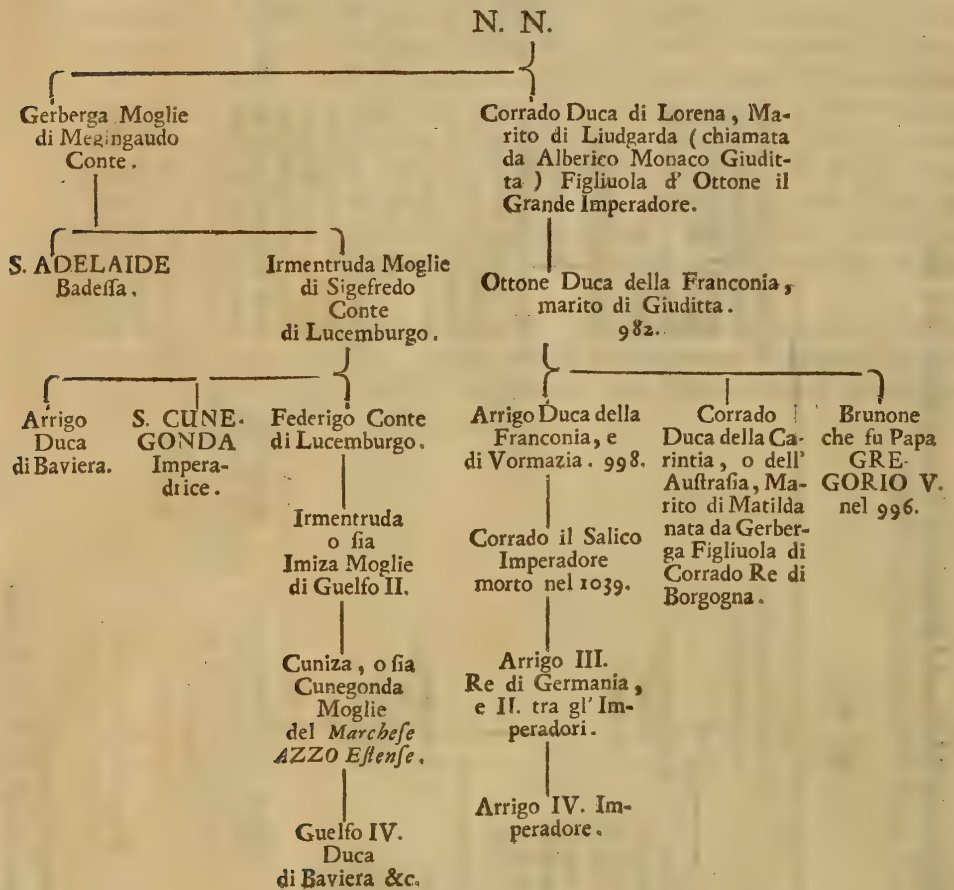 N. N.
Gerberga Moglie
di Megingaudo
Conte.
Corrado Duca di Lorena, Ma-
rito di Liudgarda (chiamata
da Alberico Monaco Giudit-
ta) Figliuola d' Ottone il
Grande Imperadore.
S. ADELAIDE
Badeſſa.
Irmentruda Moglie
di Sigefredo
Conte
di Lucemburgo.
Ottone Duca della Franconia,
marito di Giuditta.
982.
Arrigo
Duca
di Baviera.
S. CUNE-
GONDA
Impera-
drice.
Federigo Conte
di Lucemburgo.
Arrigo Duca della
Franconia, e
di Vormazia. 998.
Corrado
Duca della Ca-
rintia, o dell'
Auſtraſia, Ma-
rito di Matilda
nata da Gerber-
ga Figliuola di
Corrado Re di
Borgogna.
Brunone
che fu Papa
GRE-
GORIO V.
nel 996.
Irmentruda
o ſia
Imiza Moglie
di Guelfo II.
Corrado il Salico
Imperadore
morto nel 1039.
Cuniza, o ſia
Cunegonda
Moglie
del Marcheſe
AZZO Eſtenſe.
Arrigo III.
Re di Germania,
e II. tra gl' Im-
peradori.
Guelfo IV.
Duca
di Baviera &c.
Arrigo IV. Im-
peradore.